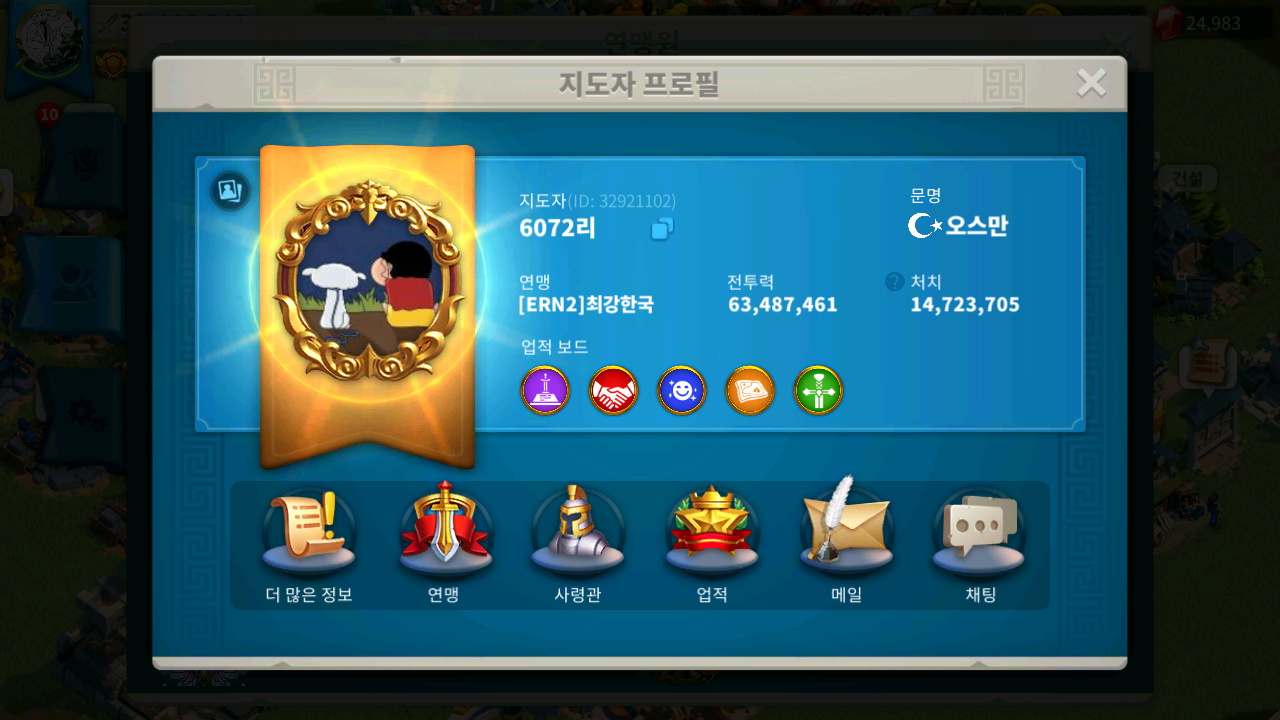 연맹원
24,983
지도자 프로필
10
건설
지도자(ID: 32921102)
6072리
문명
오스만
연맹
[ERN2]최강한국
전투력
63,487,461
? 처치
14,723,705
업적 보드
더 많은 정보
연맹
사령관
업적
메일
채팅